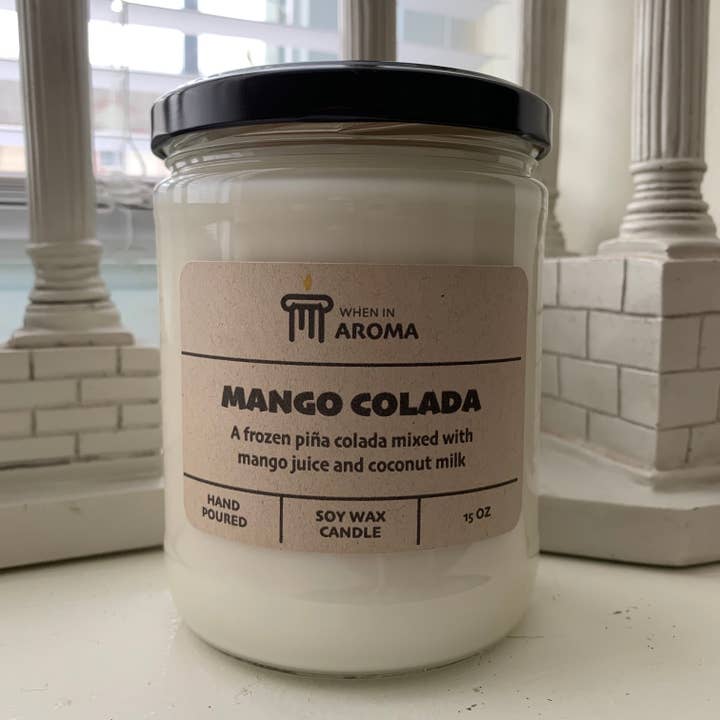 WHEN IN
AROMA
MANGO COLADA
A frozen piña colada mixed with
mango juice and coconut milk
HAND
POURED
SOY WAX
CANDLE
15 OZ